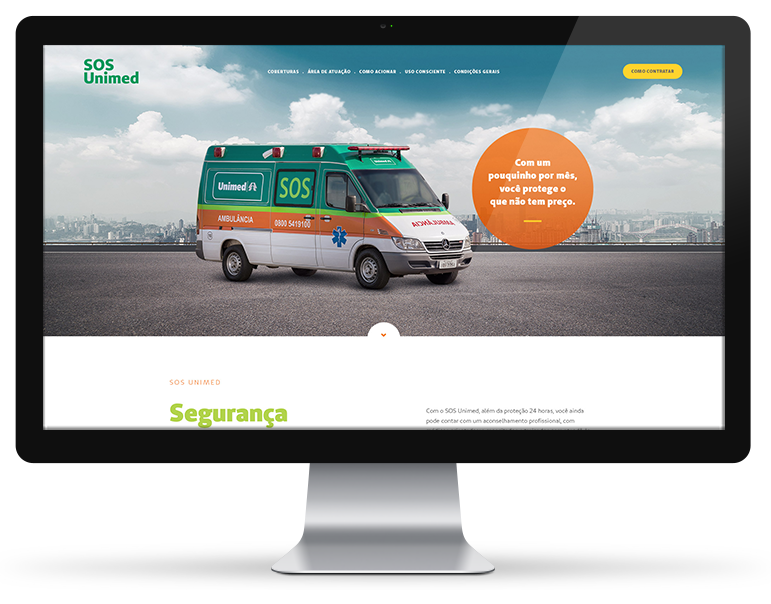 SOS
Unimed
COBERTURAS . ÁREA DE ATUAÇÃO . COMO ACIONAR . USO CONSCIENTE . CONDIÇÕES GERAIS
COMO CONTRATAR
Com um
pouquinho por mês,
você protege o
que não tem preço.
Unimed
SOS
AMBULÂNCIA
0800 5419100
AMBULÂNCIA
SOS UNIMED
Segurança
Com o SOS Unimed, além da proteção 24 horas, você ainda
pode contar com um aconselhamento profissional, com